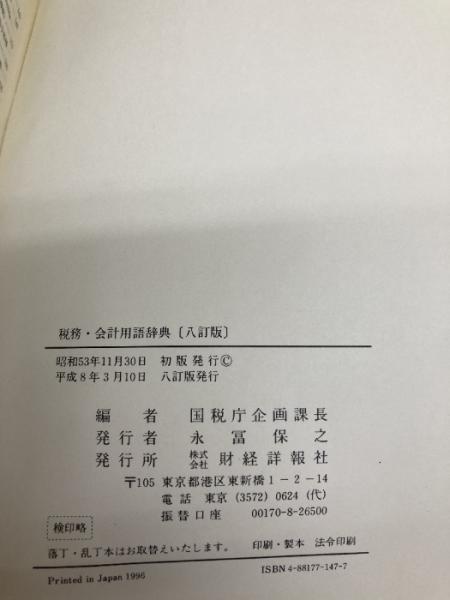 税務・会計用語辞典〔八訂版〕
昭和53年11月30日 初版発行©
平成8年3月10日 八訂版発行
編者 国税庁企画課長
発行者 永冨保之
発行所 株式会社 財経詳報社
〒105 東京都港区東新橋1-2-14
電話 東京(3572)0624(代)
振替口座 00170-8-26500
検印略
落丁・乱丁本はお取替えいたします。 印刷・製本 法令印刷
Printed in Japan 1996 ISBN 4-88177-147-7